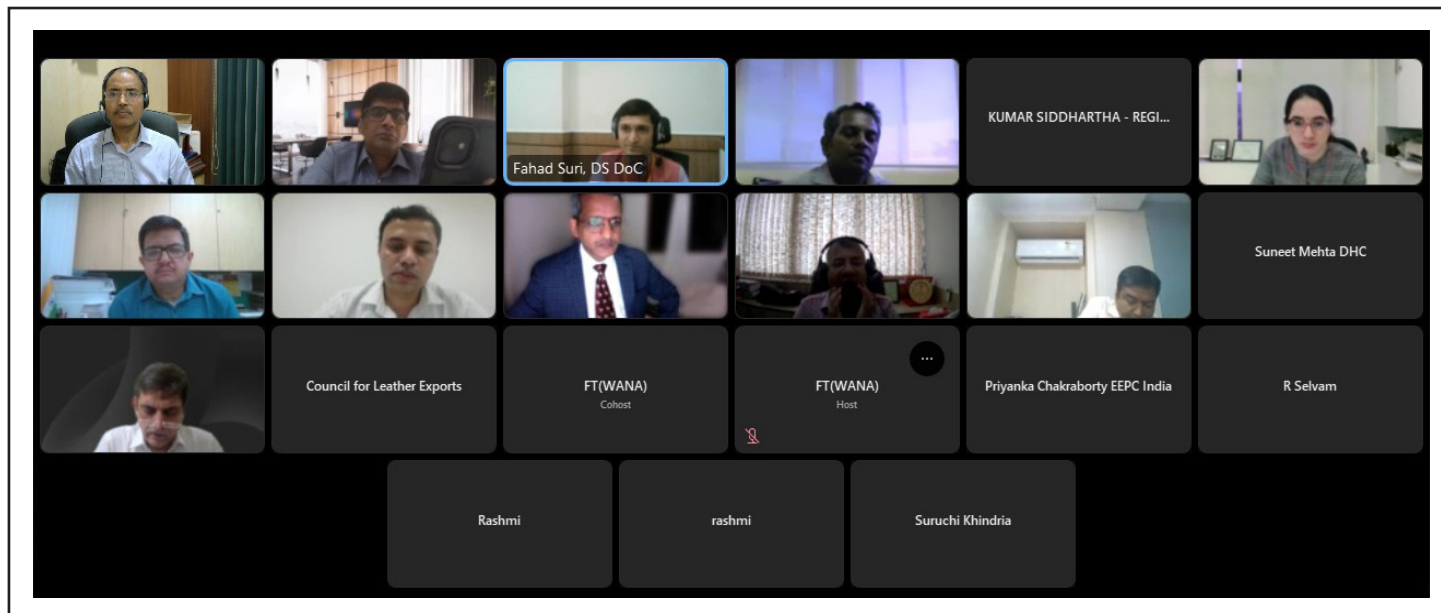 Fahad Suri, DS DoC
KUMAR SIDDHARTHA - REGI...
Suneet Mehta DHC
Council for Leather Exports
FT(WANA)
Cohost
FT(WANA)
Host
Priyanka Chakraborty EEPC India
R Selvam
Rashmi
rashmi
Suruchi Khindria